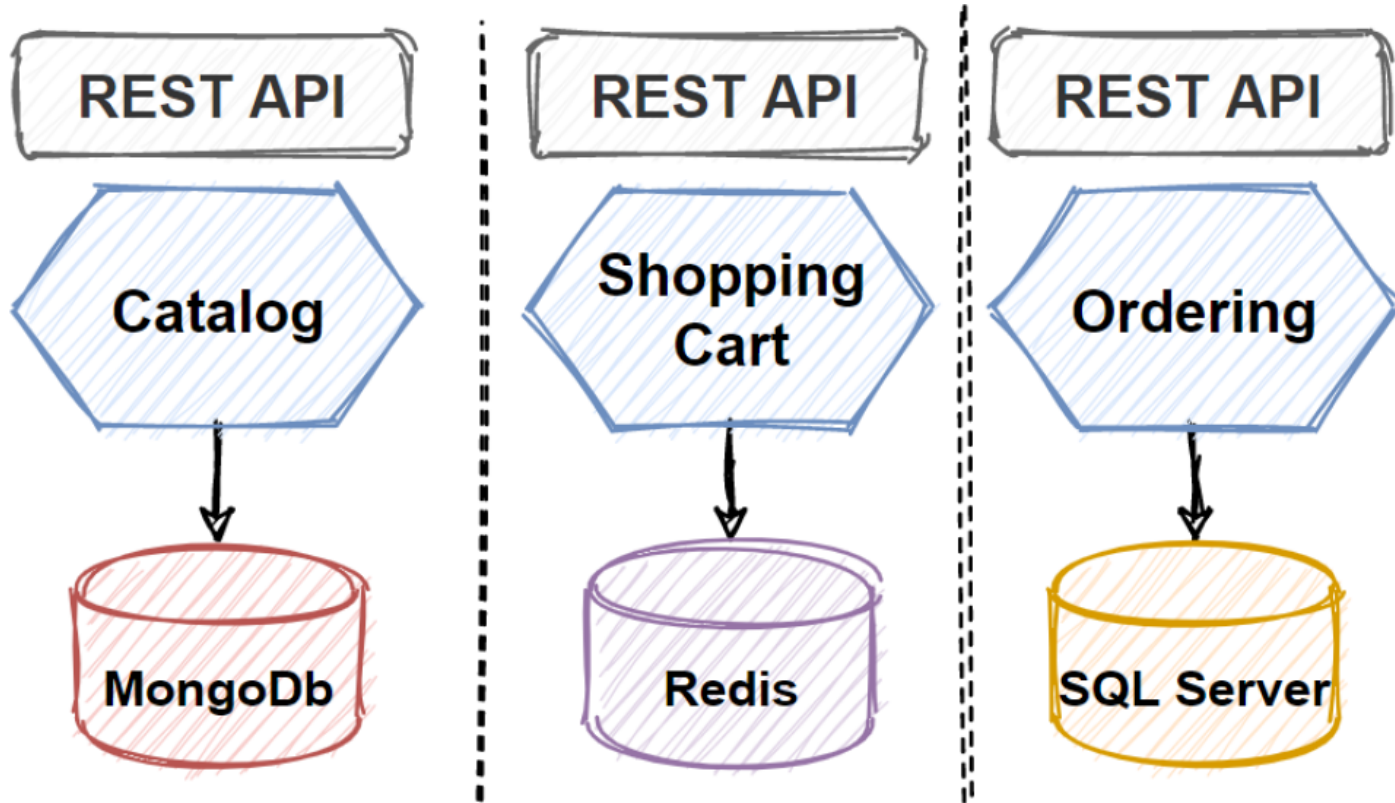 REST API
REST API
REST API
Catalog
Shopping
Cart
Ordering
MongoDb
Redis
SQL Server